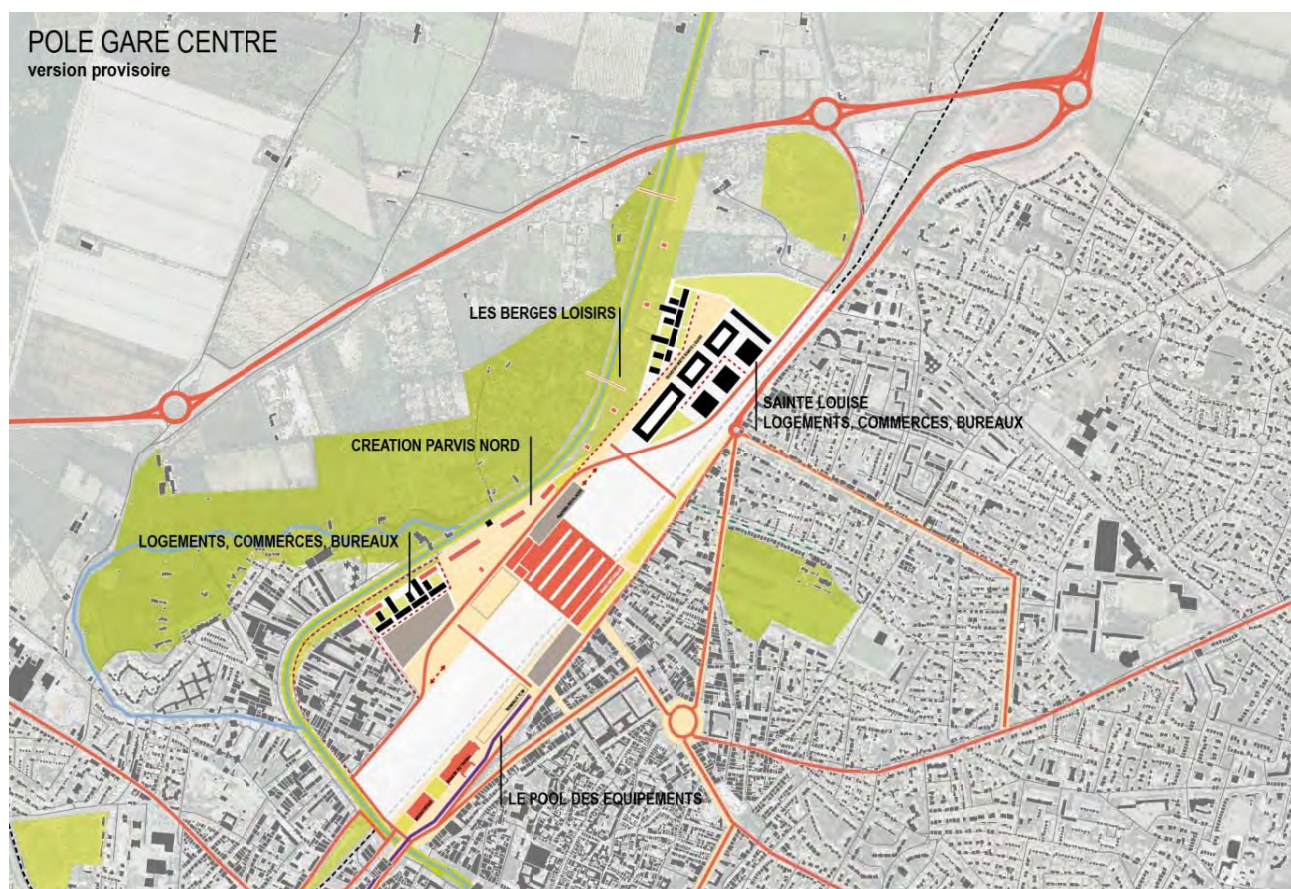 POLE GARE CENTRE
version provisoire
LES BERGES LOISIRS
SAINTE LOUISE
LOGEMENTS, COMMERCES, BUREAUX
CREATION PARVIS NORD
LOGEMENTS, COMMERCES, BUREAUX
LE POOL DES EQUIPEMENTS